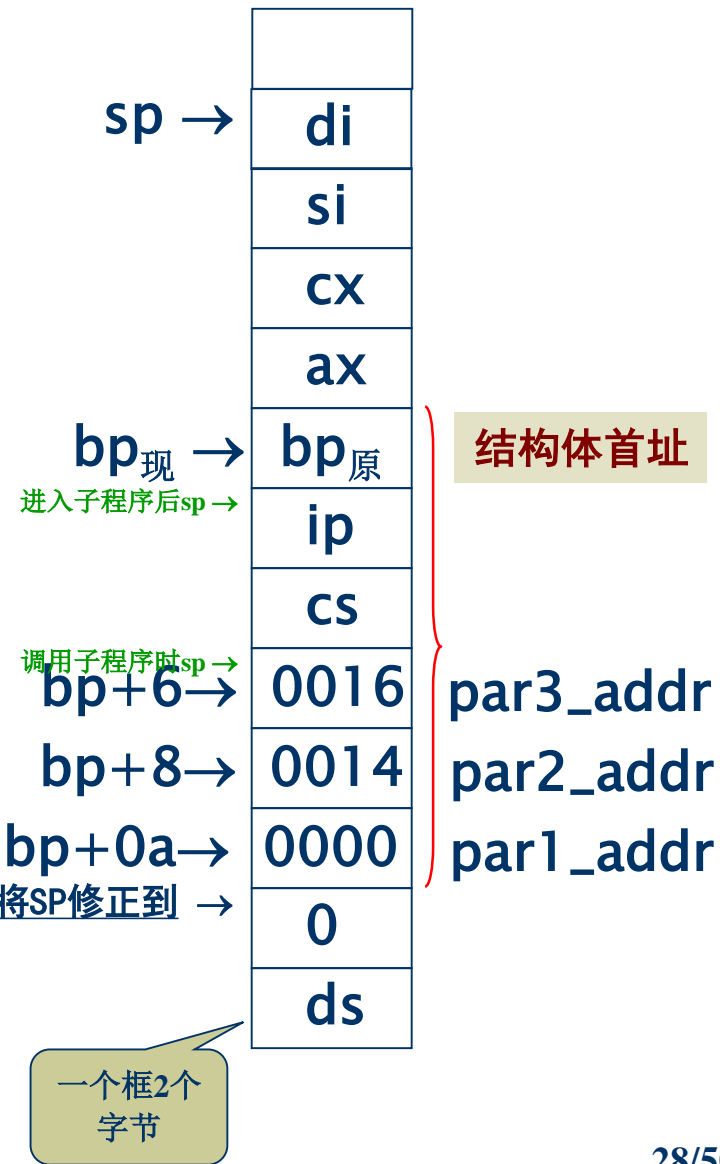 sp → di
si
cx
ax
bp现 → bp原 结构体首址
进入子程序后sp →
ip
cs
调用子程序时sp →
bp+6→ 0016 par3_addr
bp+8→ 0014 par2_addr
bp+0a→ 0000 par1_addr
将SP修正到 →
0
ds
一个框2个
字节